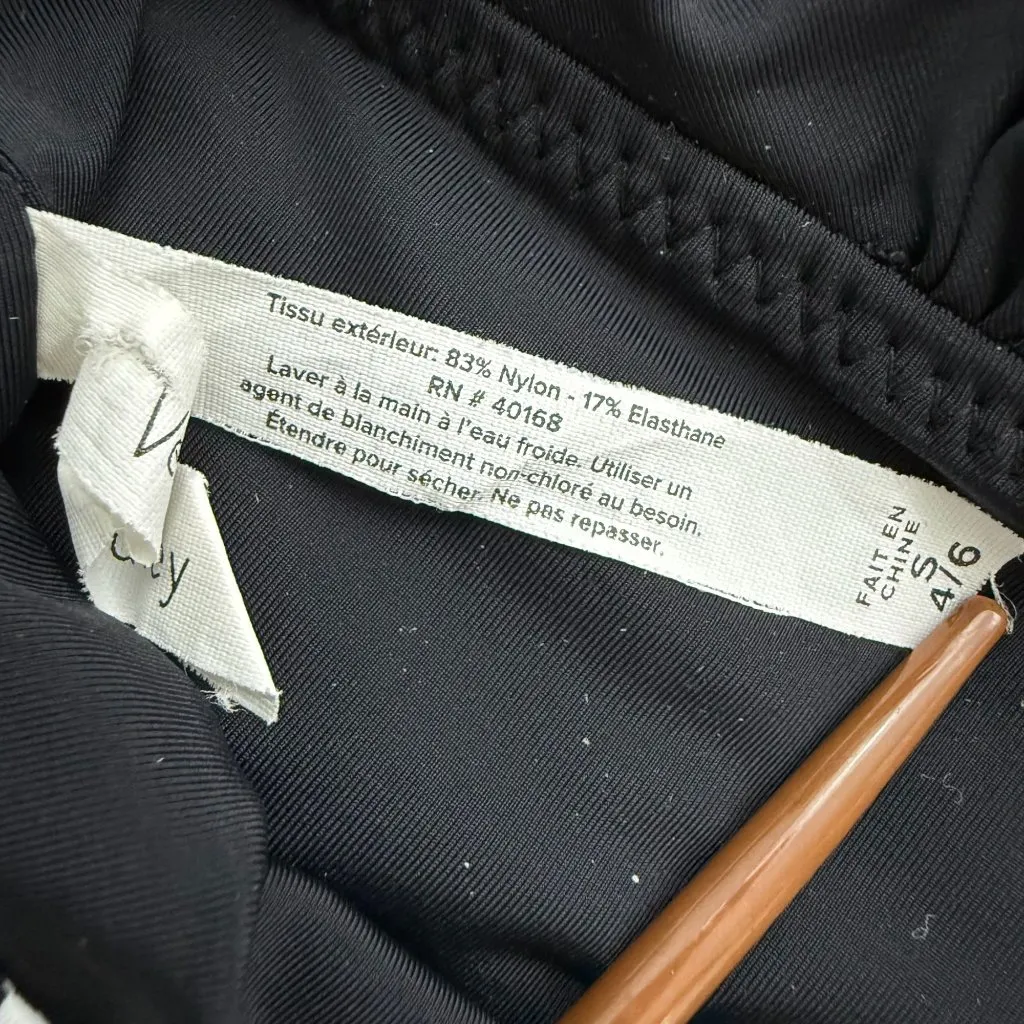 Tissu extérieur: 83% Nylon - 17% Elasthane
RN # 40168
Laver à la main à l'eau froide. Utiliser un
agent de blanchiment non-chloré au besoin.
Étendre pour sécher. Ne pas repasser.
FAIT EN
CHINE
S
4/6